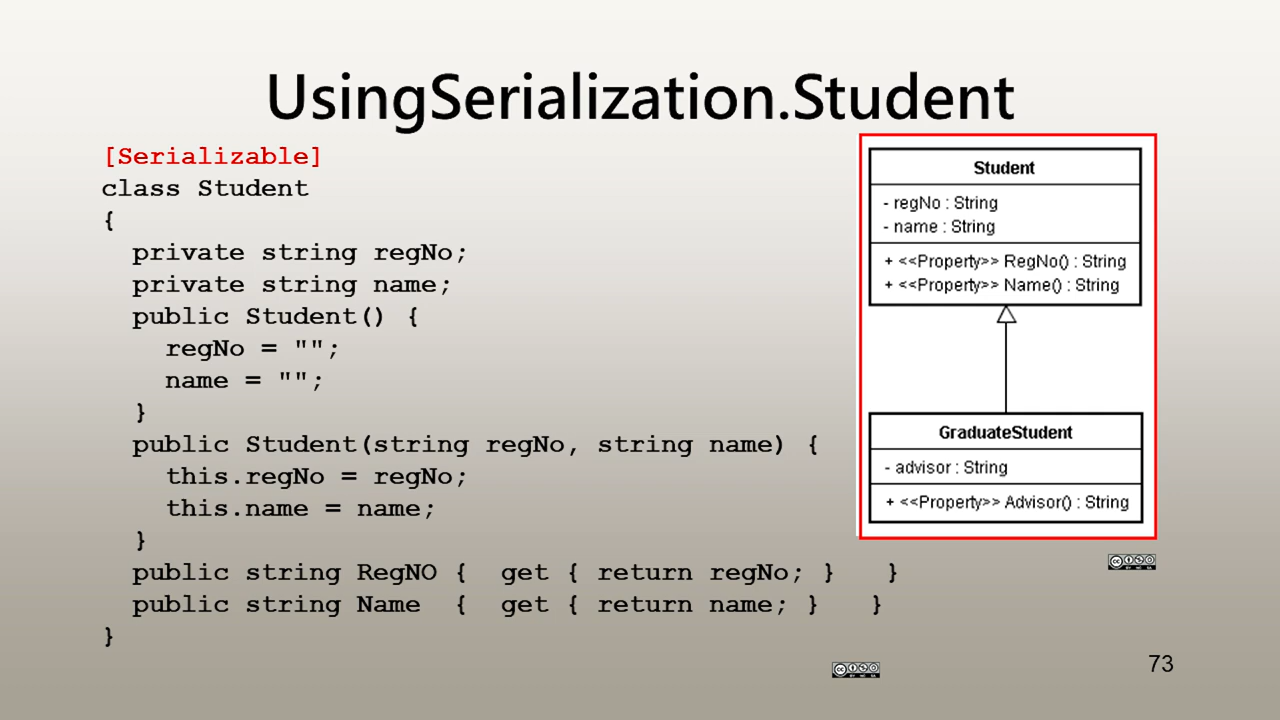 UsingSerialization.Student
[Serializable]
class Student
{
private string regNo;
private string name;
public Student() {
regNo = "";
name = "";
}
public Student(string regNo, string name) {
this.regNo = regNo;
this.name = name;
}
public string RegNO { get { return regNo; } }
public string Name { get { return name; } }
}
Student
- regNo : String
- name : String
+ <<Property>> RegNo() : String
+ <<Property>> Name() : String
GraduateStudent
- advisor : String
+ <<Property>> Advisor() : String
73